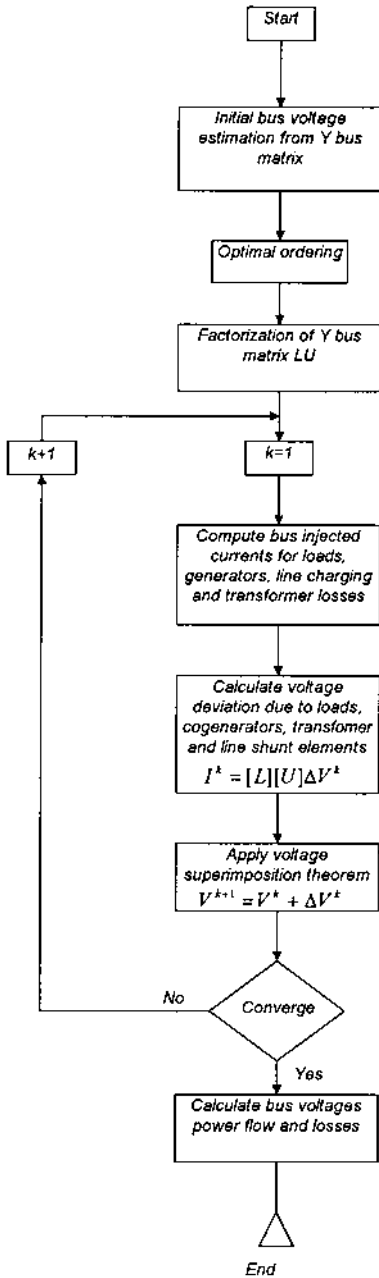 Start
Initial bus voltage
estimation from Y bus
matrix
Optimal ordering
Factorization of Y bus
matrix LU
k+1
k=1
Compute bus injected
currents for loads,
generators, line charging
and transformer losses
Calculate voltage
deviation due to loads,
cogenerators, transfomer
and line shunt elements
I^k = [L][U]ΔV^k
Apply voltage
superimposition theorem
V^{k+1} = V^k + ΔV^k
No
Converge
Yes
Calculate bus voltages
power flow and losses
End